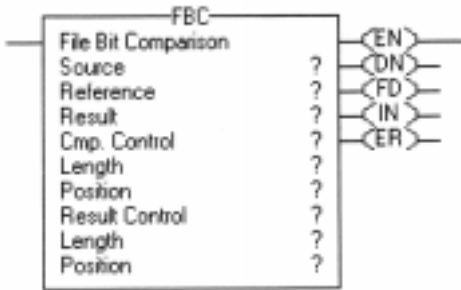 FBC
File Bit Comparison
EN
Source ?
DN
Reference ?
FD
Result ?
IN
Cmp. Control ?
ER
Length ?
Position ?
Result Control ?
Length ?
Position ?